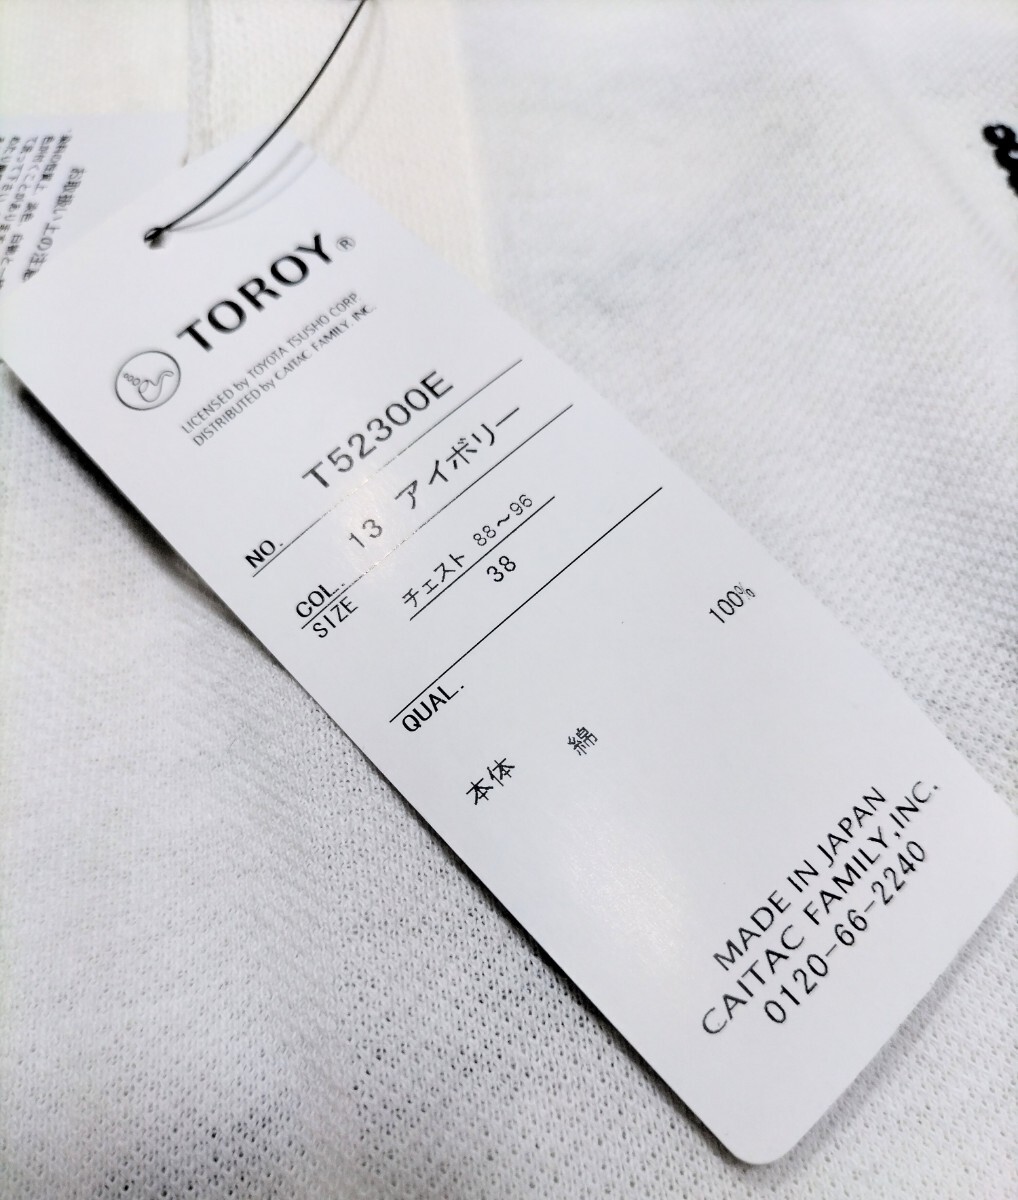 TOROY®
LICENSED by TOYOTA TSUSHO CORP.
DISTRIBUTED by CAITAC FAMILY, INC.
NO. T52300E
COL. 13 アイボリー
SIZE チェスト 88~96
38
QUAL.
本体 綿 100%
MADE IN JAPAN
CAITAC FAMILY,INC.
0120-66-2240